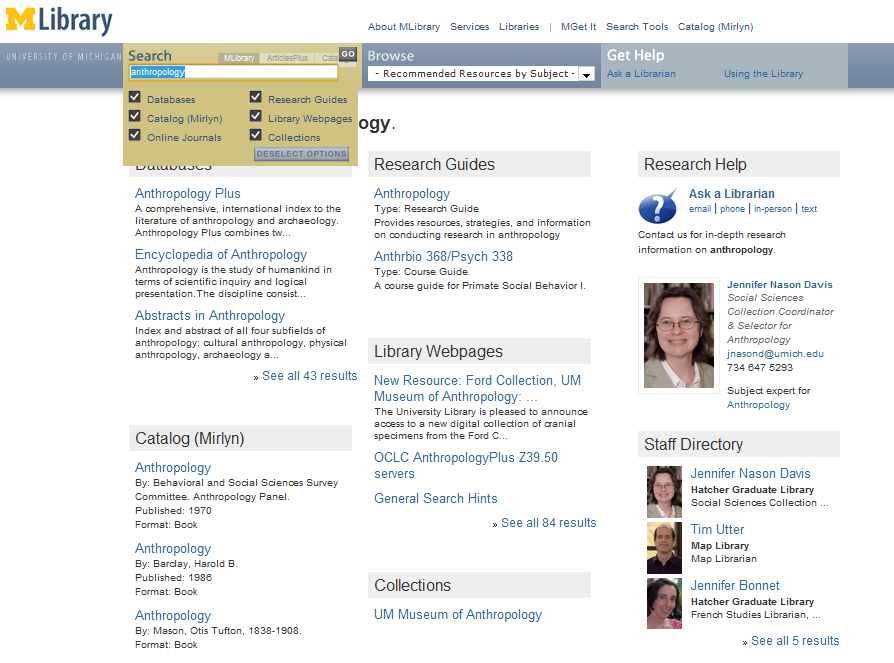 MLibrary
About MLibrary Services Libraries | MGet It Search Tools Catalog (Mirlyn)
UNIVERSITY OF MICHIGAN
Search MLibrary ArticlesPlus Cata GO
anthropology
Databases Research Guides
Catalog (Mirlyn) Library Webpages
Online Journals Collections
DESELECT OPTIONS
Browse
- Recommended Resources by Subject -
Get Help
Ask a Librarian Using the Library
ogy.
Databases
Anthropology Plus
A comprehensive, international index to the
literature of anthropology and archaeology.
Anthropology Plus combines tw...
Encyclopedia of Anthropology
Anthropology is the study of humankind in
terms of scientific inquiry and logical
presentation.The discipline consist...
Abstracts in Anthropology
Index and abstract of all four subfields of
anthropology: cultural anthropology, physical
anthropology, archaeology a...
» See all 43 results
Catalog (Mirlyn)
Anthropology
By: Behavioral and Social Sciences Survey
Committee. Anthropology Panel.
Published: 1970
Format: Book
Anthropology
By: Barclay, Harold B.
Published: 1986
Format: Book
Anthropology
By: Mason, Otis Tufton, 1838-1908.
Format: Book
Research Guides
Anthropology
Type: Research Guide
Provides resources, strategies, and information
on conducting research in anthropology
Anthrbio 368/Psych 338
Type: Course Guide
A course guide for Primate Social Behavior I.
Library Webpages
New Resource: Ford Collection, UM
Museum of Anthropology: ...
The University Library is pleased to announce
access to a new digital collection of cranial
specimens from the Ford C...
OCLC AnthropologyPlus Z39.50
servers
General Search Hints
» See all 84 results
Collections
UM Museum of Anthropology
Research Help
Ask a Librarian
email | phone | in-person | text
Contact us for in-depth research
information on anthropology.
Jennifer Nason Davis
Social Sciences
Collection Coordinator
& Selector for
Anthropology
jnasond@umich.edu
734 647 5293
Subject expert for
Anthropology
Staff Directory
Jennifer Nason Davis
Hatcher Graduate Library
Social Sciences Collection ...
Tim Utter
Map Library
Map Librarian
Jennifer Bonnet
Hatcher Graduate Library
French Studies Librarian, ...
» See all 5 results